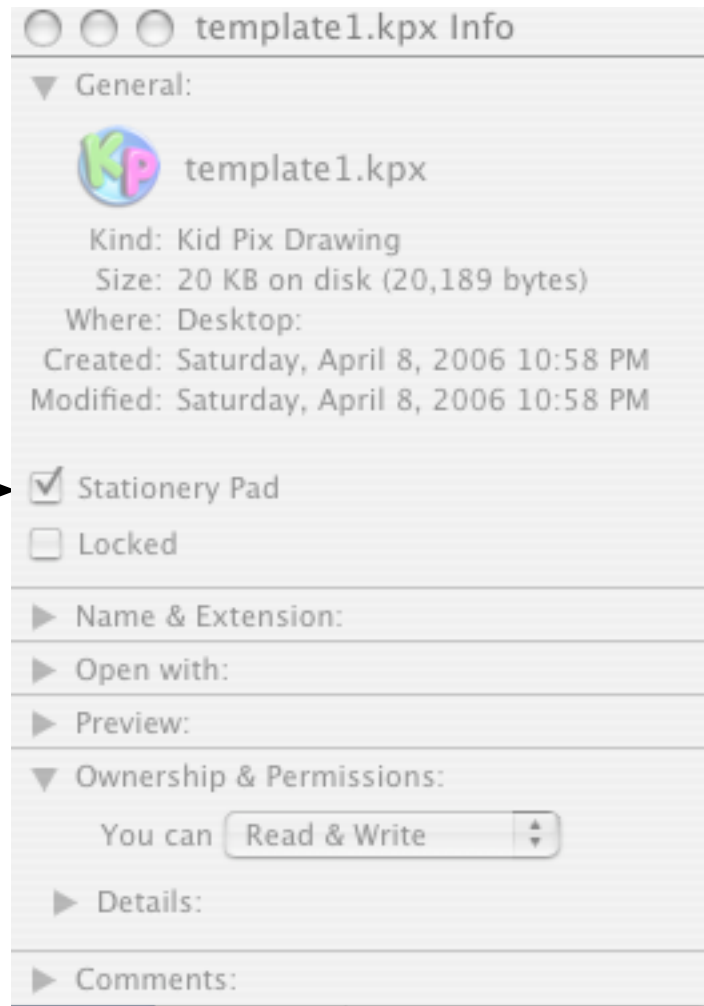 template1.kpx Info
General:
KP
template1.kpx
Kind: Kid Pix Drawing
Size: 20 KB on disk (20,189 bytes)
Where: Desktop:
Created: Saturday, April 8, 2006 10:58 PM
Modified: Saturday, April 8, 2006 10:58 PM
Stationery Pad
Locked
Name & Extension:
Open with:
Preview:
Ownership & Permissions:
You can Read & Write
Details:
Comments: